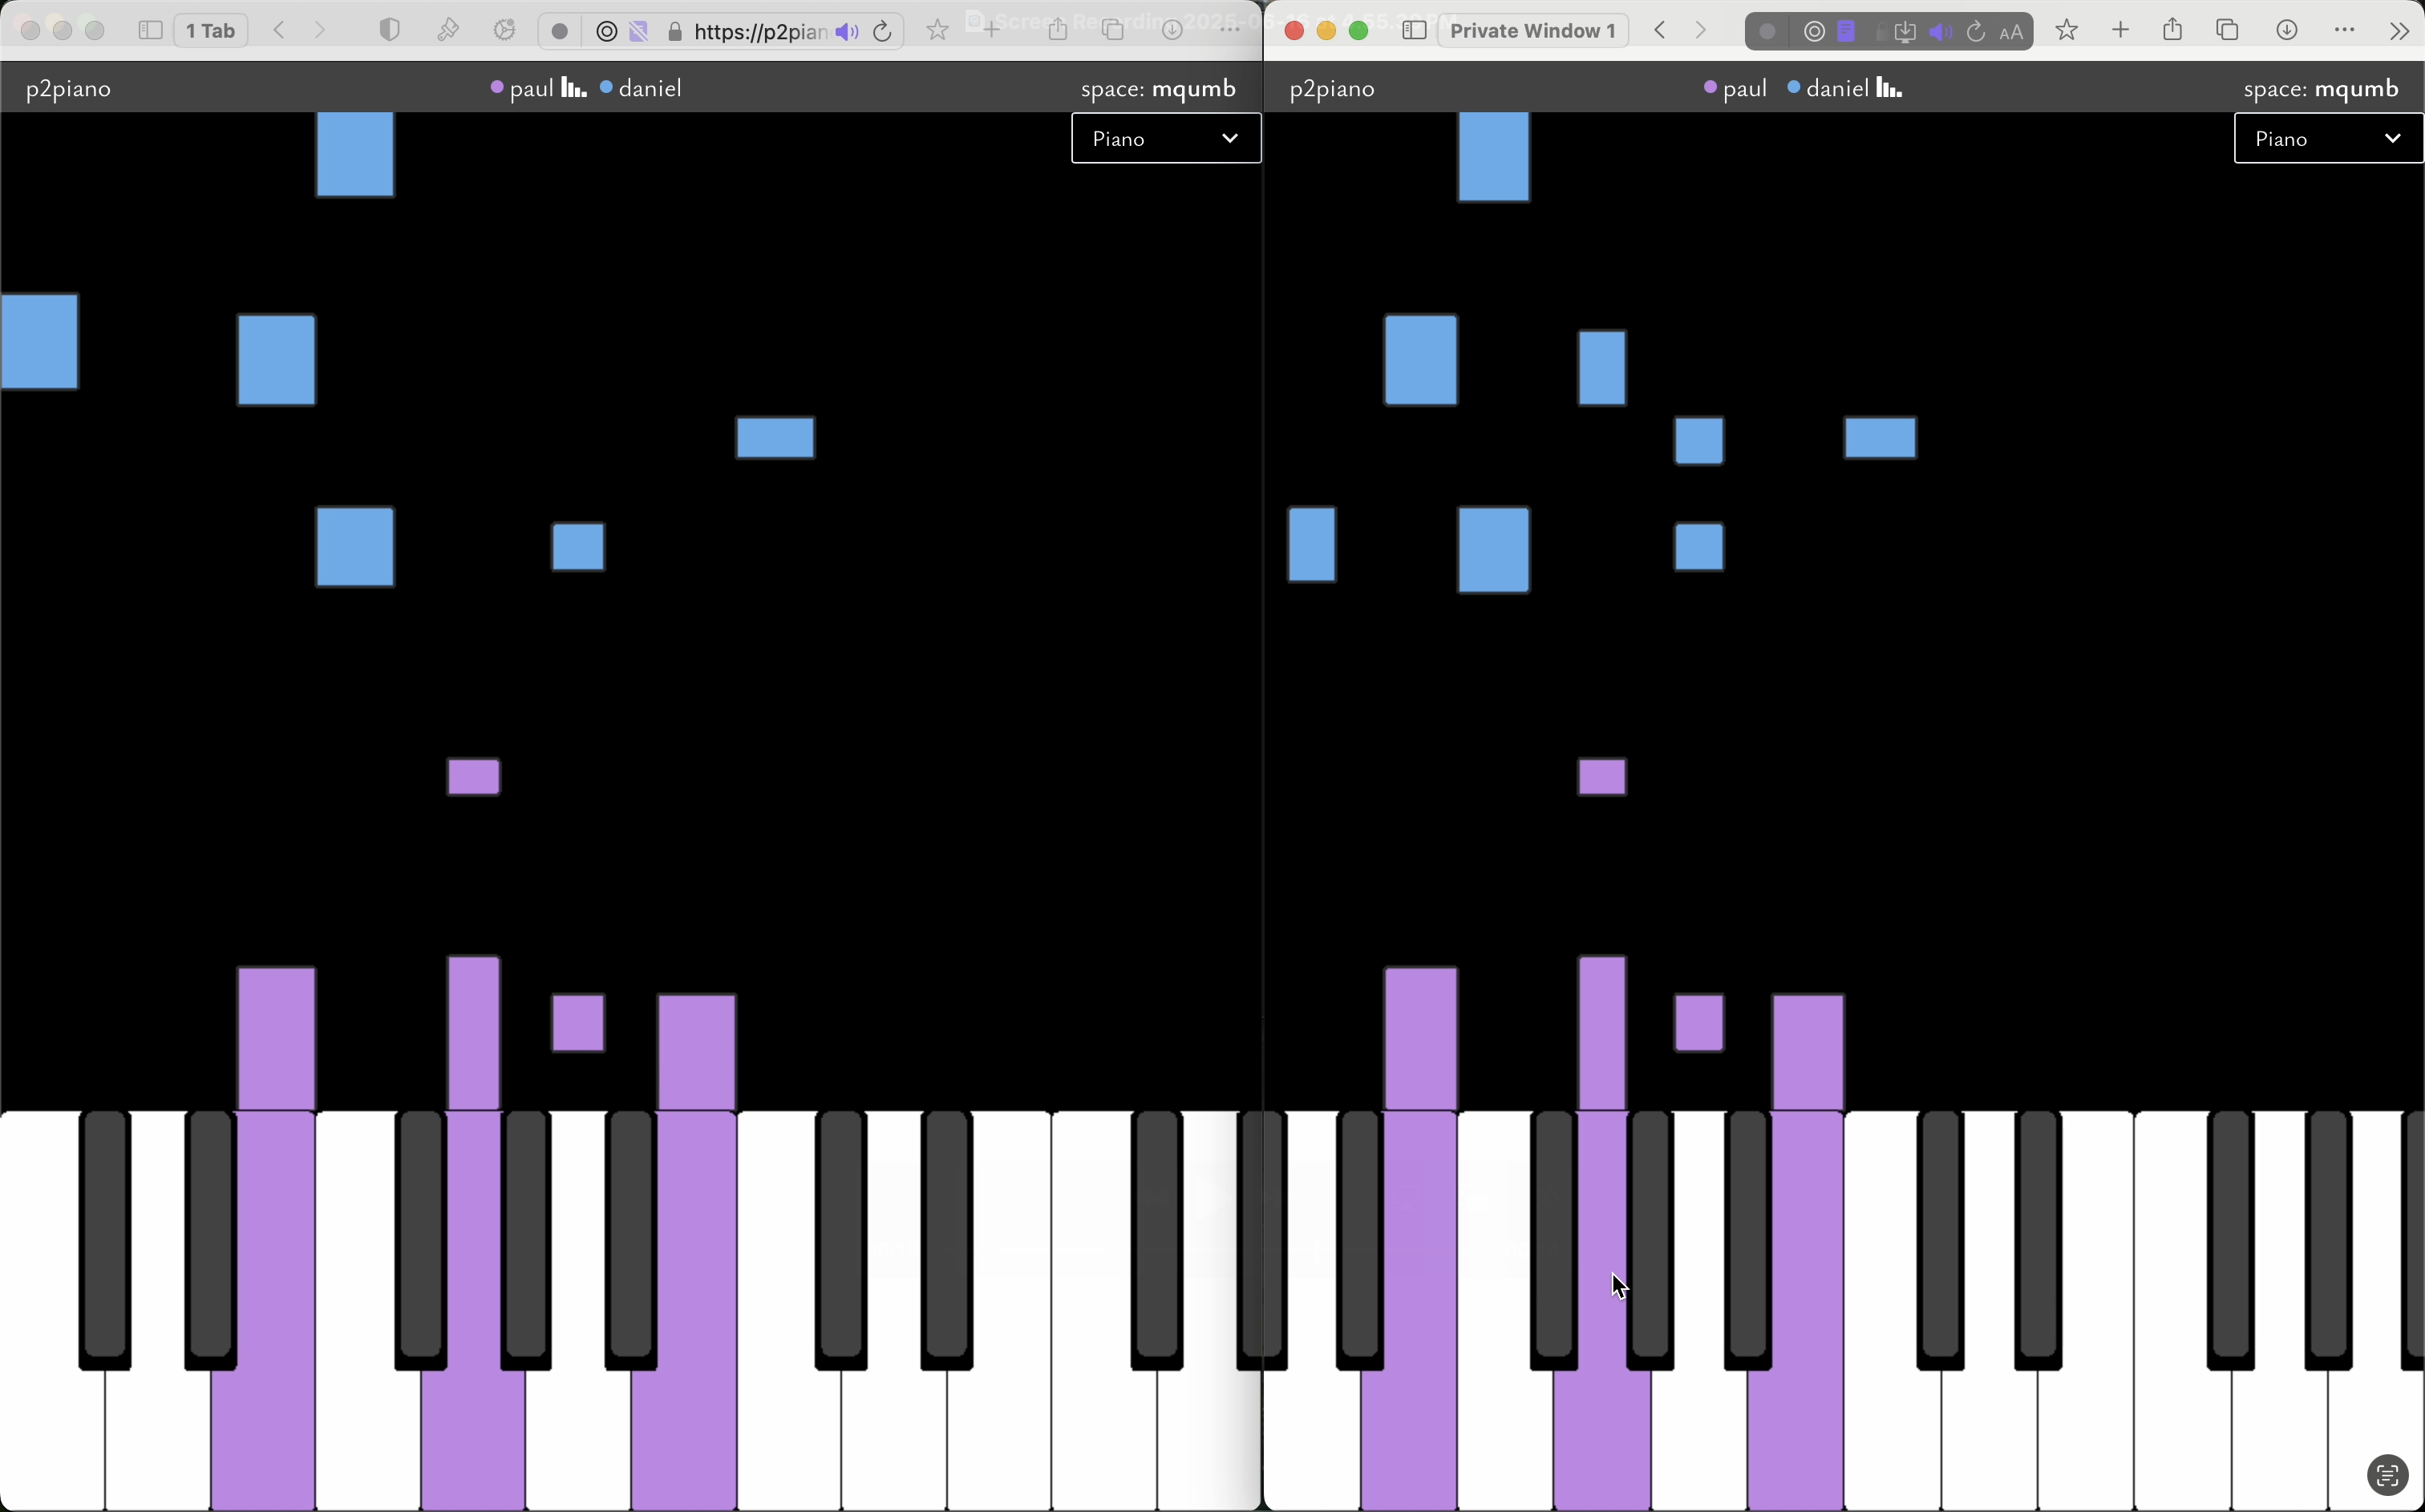 1 Tab
https://p2pian
Private Window 1
AA
p2piano
paul
daniel
space: mqumb
Piano
p2piano
paul
daniel
space: mqumb
Piano